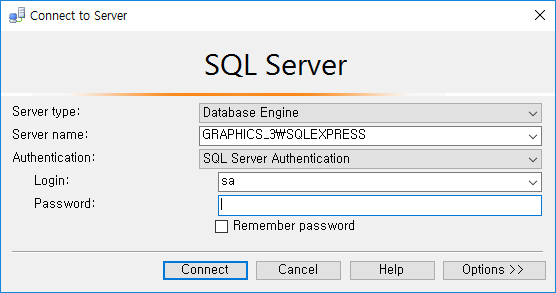 Connect to Server
SQL Server
Server type: Database Engine
Server name: GRAPHICS_3₩SQLEXPRESS
Authentication: SQL Server Authentication
Login: sa
Password:
Remember password
Connect Cancel Help Options >>